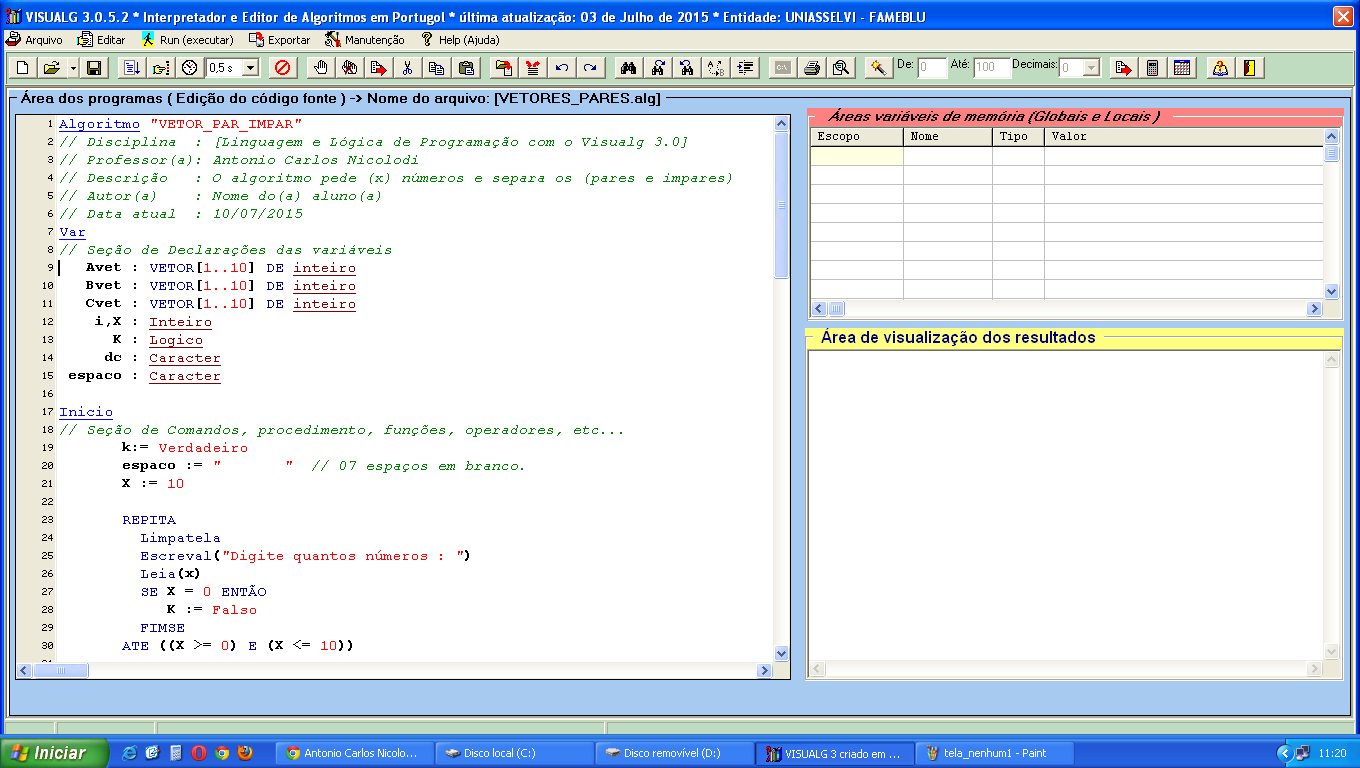 VISUALG 3.0.5.2 * Interpretador e Editor de Algoritmos em Portugol * última atualização: 03 de Julho de 2015 * Entidade: UNIASSELVI - FAMEBLU
Arquivo Editar Run (executar) Exportar Manutenção Help (Ajuda)
0,5 s De: 0 Até: 100 Decimais: 0
Área dos programas ( Edição do código fonte ) -> Nome do arquivo: [VETORES_PARES.alg]
1 Algoritmo "VETOR_PAR_IMPAR"
2 // Disciplina : [Linguagem e Lógica de Programação com o Visualg 3.0]
3 // Professor(a): Antonio Carlos Nicolodi
4 // Descrição : O algoritmo pede (x) números e separa os (pares e impares)
5 // Autor(a) : Nome do(a) aluno(a)
6 // Data atual : 10/07/2015
7 Var
8 // Seção de Declarações das variáveis
9 Avet : VETOR[1..10] DE inteiro
10 Bvet : VETOR[1..10] DE inteiro
11 Cvet : VETOR[1..10] DE inteiro
12 i,X : Inteiro
13 K : Logico
14 dc : Caracter
15 espaco : Caracter
16
17 Inicio
18 // Seção de Comandos, procedimento, funções, operadores, etc...
19 k:= Verdadeiro
20 espaco := "       " // 07 espaços em branco.
21 X := 10
22
23 REPITA
24 Limpatela
25 Escreval("Digite quantos números : ")
26 Leia(x)
27 SE X = 0 ENTÃO
28 K := Falso
29 FIMSE
30 ATE ((X >= 0) E (X <= 10))
Áreas variáveis de memória (Globais e Locais )
Escopo Nome Tipo Valor
Área de visualização dos resultados
Iniciar
Antonio Carlos Nicolo...
Disco local (C:)
Disco removível (D:)
VISUALG 3 criado em ...
tela_nenhum1 - Paint
11:20